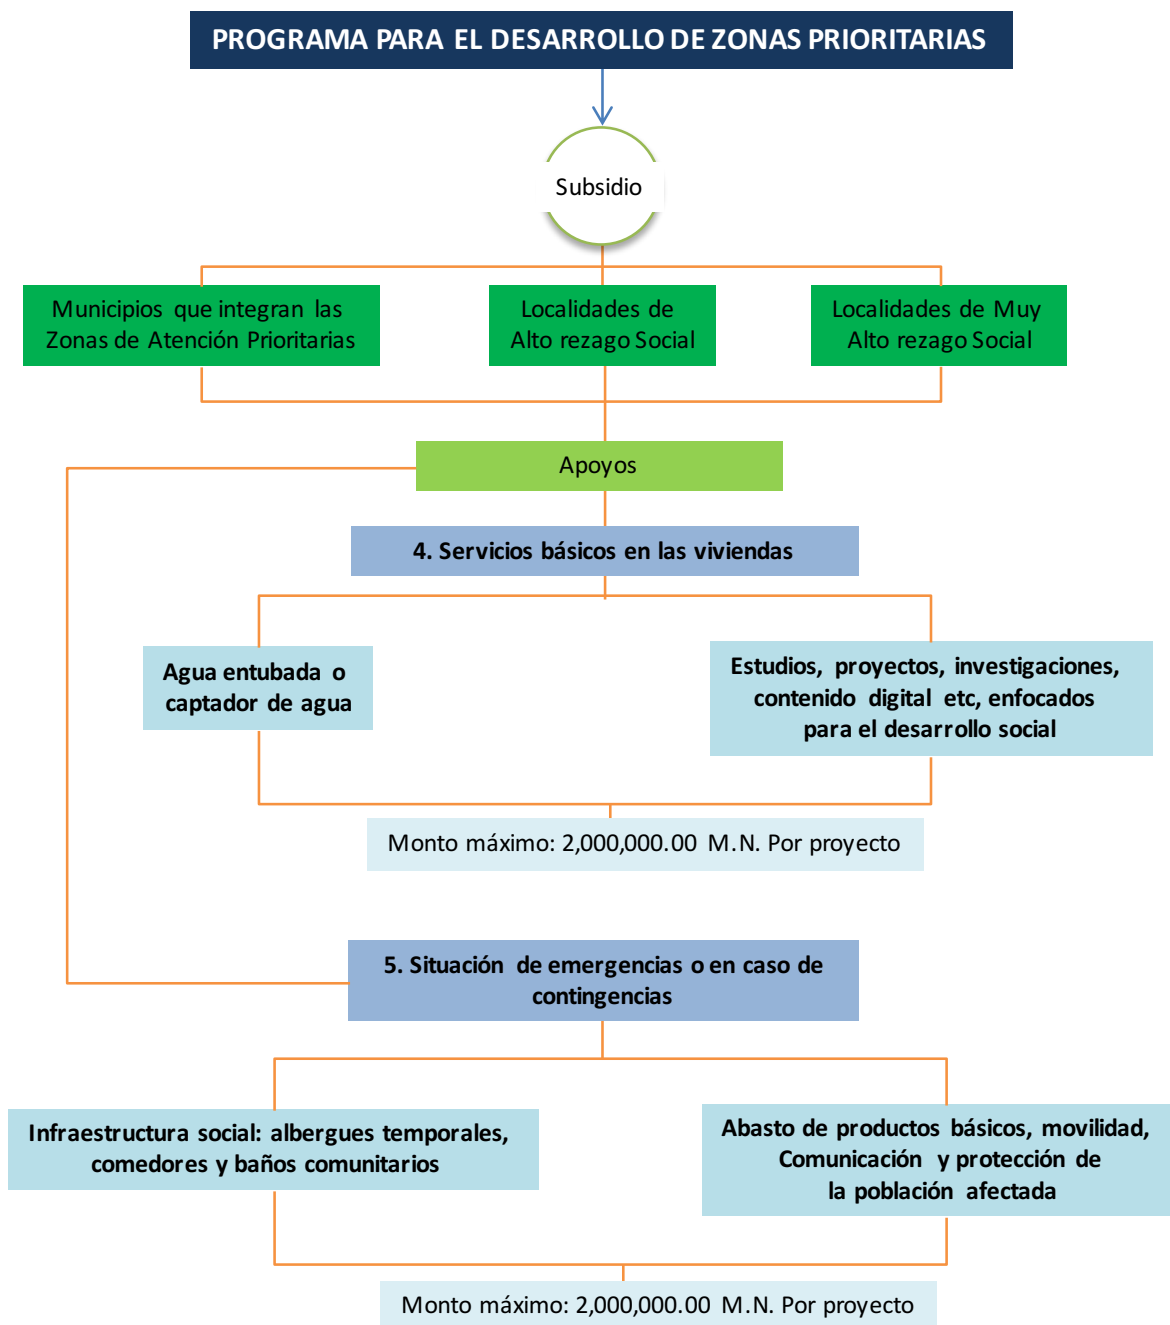 PROGRAMA PARA EL DESARROLLO DE ZONAS PRIORITARIAS
Subsidio
Municipios que integran las
Zonas de Atención Prioritarias
Localidades de
Alto rezago Social
Localidades de Muy
Alto rezago Social
Apoyos
4. Servicios básicos en las viviendas
Agua entubada o
captador de agua
Estudios, proyectos, investigaciones,
contenido digital etc, enfocados
para el desarrollo social
Monto máximo: 2,000,000.00 M.N. Por proyecto
5. Situación de emergencias o en caso de
contingencias
Infraestructura social: albergues temporales,
comedores y baños comunitarios
Abasto de productos básicos, movilidad,
Comunicación y protección de
la población afectada
Monto máximo: 2,000,000.00 M.N. Por proyecto